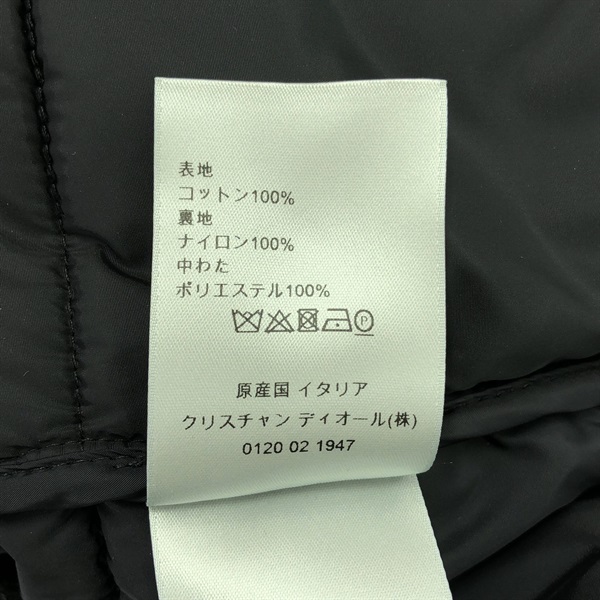 表地
コットン100%
裏地
ナイロン100%
中わた
ポリエステル100%
P
原産国 イタリア
クリスチャン ディオール(株)
0120 02 1947